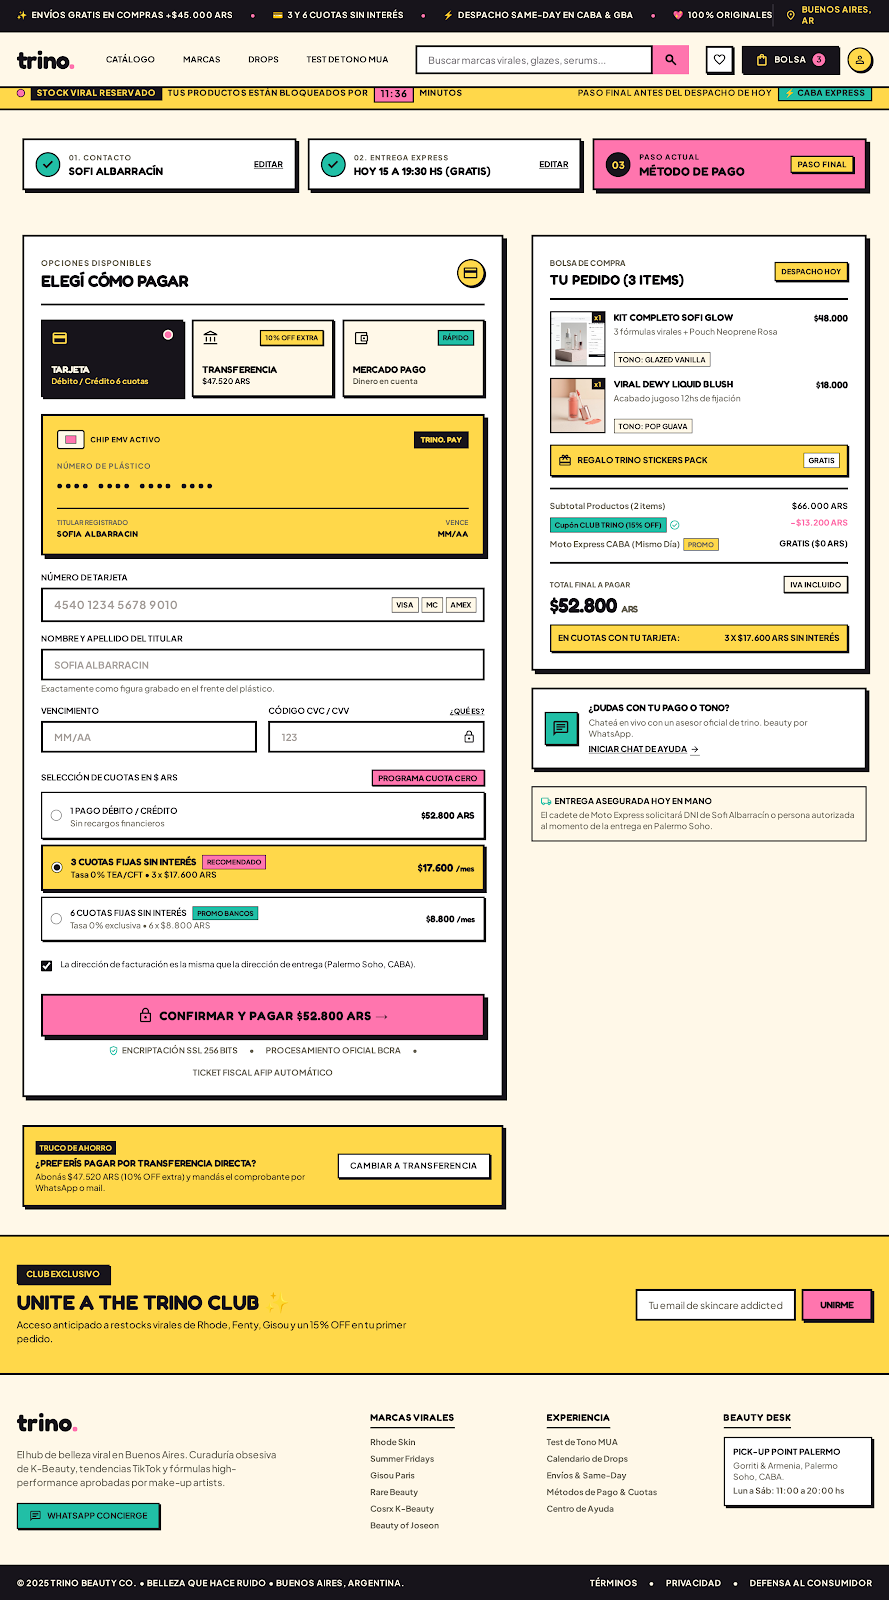 ✨ ENVÍOS GRATIS EN COMPRAS +$45.000 ARS • 💳 3 Y 6 CUOTAS SIN INTERÉS • ⚡ DESPACHO SAME-DAY EN CABA & GBA • 💖 100% ORIGINALES
BUENOS AIRES, AR
trino.
CATÁLOGO MARCAS DROPS TEST DE TONO MUA
Buscar marcas virales, glazes, serums...
BOLSA 3
STOCK VIRAL RESERVADO TUS PRODUCTOS ESTÁN BLOQUEADOS POR 11:36 MINUTOS
PASO FINAL ANTES DEL DESPACHO DE HOY ⚡ CABA EXPRESS
01. CONTACTO
SOFI ALBARRACÍN
EDITAR
02. ENTREGA EXPRESS
HOY 15 A 19:30 HS (GRATIS)
EDITAR
03
PASO ACTUAL
MÉTODO DE PAGO
PASO FINAL
OPCIONES DISPONIBLES
ELEGÍ CÓMO PAGAR
TARJETA
Débito / Crédito 6 cuotas
10% OFF EXTRA
TRANSFERENCIA
$47.520 ARS
RÁPIDO
MERCADO PAGO
Dinero en cuenta
CHIP EMV ACTIVO
TRINO. PAY
NÚMERO DE PLÁSTICO
•••• •••• •••• ••••
TITULAR REGISTRADO
SOFIA ALBARRACIN
VENCE
MM/AA
NÚMERO DE TARJETA
4540 1234 5678 9010
VISA MC AMEX
NOMBRE Y APELLIDO DEL TITULAR
SOFIA ALBARRACIN
Exactamente como figura grabado en el frente del plástico.
VENCIMIENTO
MM/AA
CÓDIGO CVC / CVV
¿QUÉ ES?
123
SELECCIÓN DE CUOTAS EN $ ARS
PROGRAMA CUOTA CERO
1 PAGO DÉBITO / CRÉDITO
Sin recargos financieros
$52.800 ARS
3 CUOTAS FIJAS SIN INTERÉS RECOMENDADO
Tasa 0% TEA/CFT • 3 x $17.600 ARS
$17.600 /mes
6 CUOTAS FIJAS SIN INTERÉS PROMO BANCOS
Tasa 0% exclusiva • 6 x $8.800 ARS
$8.800 /mes
La dirección de facturación es la misma que la dirección de entrega (Palermo Soho, CABA).
CONFIRMAR Y PAGAR $52.800 ARS →
ENCRIPTACIÓN SSL 256 BITS • PROCESAMIENTO OFICIAL BCRA •
TICKET FISCAL AFIP AUTOMÁTICO
TRUCO DE AHORRO
¿PREFERÍS PAGAR POR TRANSFERENCIA DIRECTA?
Abonás $47.520 ARS (10% OFF extra) y mandás el comprobante por
WhatsApp o mail.
CAMBIAR A TRANSFERENCIA
BOLSA DE COMPRA
TU PEDIDO (3 ITEMS)
DESPACHO HOY
x1
KIT COMPLETO SOFI GLOW
$48.000
3 fórmulas virales + Pouch Neoprene Rosa
TONO: GLAZED VANILLA
x1
VIRAL DEWY LIQUID BLUSH
$18.000
Acabado jugoso 12hs de fijación
TONO: POP GUAVA
REGALO TRINO STICKERS PACK
GRATIS
Subtotal Productos (2 items)
$66.000 ARS
Cupón CLUB TRINO (15% OFF)
-$13.200 ARS
Moto Express CABA (Mismo Día) PROMO
GRATIS ($0 ARS)
TOTAL FINAL A PAGAR
$52.800 ARS
IVA INCLUIDO
EN CUOTAS CON TU TARJETA:
3 X $17.600 ARS SIN INTERÉS
¿DUDAS CON TU PAGO O TONO?
Chateá en vivo con un asesor oficial de trino. beauty por
WhatsApp.
INICIAR CHAT DE AYUDA →
ENTREGA ASEGURADA HOY EN MANO
El cadete de Moto Express solicitará DNI de Sofi Albarracín o persona autorizada
al momento de la entrega en Palermo Soho.
CLUB EXCLUSIVO
UNITE A THE TRINO CLUB ✨
Acceso anticipado a restocks virales de Rhode, Fenty, Gisou y un 15% OFF en tu primer
pedido.
Tu email de skincare addicted
UNIRME
trino.
El hub de belleza viral en Buenos Aires. Curaduría obsesiva
de K-Beauty, tendencias TikTok y fórmulas high-
performance aprobadas por make-up artists.
WHATSAPP CONCIERGE
MARCAS VIRALES
Rhode Skin
Summer Fridays
Gisou Paris
Rare Beauty
Cosrx K-Beauty
Beauty of Joseon
EXPERIENCIA
Test de Tono MUA
Calendario de Drops
Envíos & Same-Day
Métodos de Pago & Cuotas
Centro de Ayuda
BEAUTY DESK
PICK-UP POINT PALERMO
Gorriti & Armenia, Palermo
Soho, CABA.
Lun a Sáb: 11:00 a 20:00 hs
© 2025 TRINO BEAUTY CO. • BELLEZA QUE HACE RUIDO • BUENOS AIRES, ARGENTINA.
TÉRMINOS • PRIVACIDAD • DEFENSA AL CONSUMIDOR